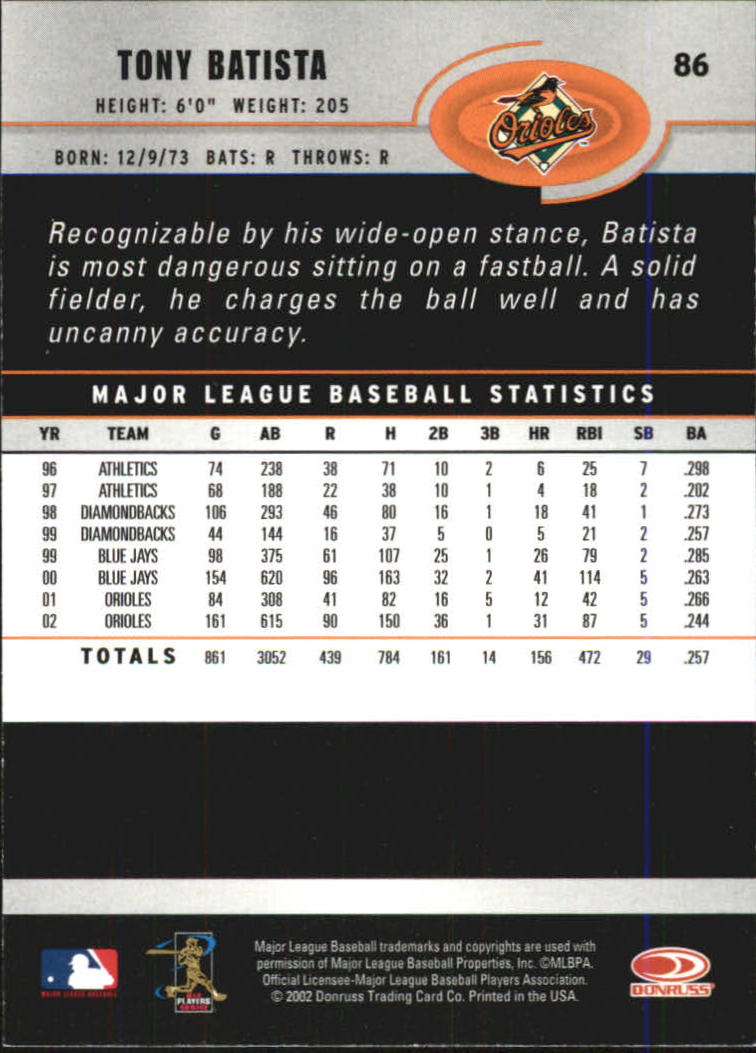 TONY BATISTA
86
HEIGHT: 6'0" WEIGHT: 205
Orioles
BORN: 12/9/73 BATS: R THROWS: R
Recognizable by his wide-open stance, Batista
is most dangerous sitting on a fastball. A solid
fielder, he charges the ball well and has
uncanny accuracy.
MAJOR LEAGUE BASEBALL STATISTICS
YR TEAM G AB R H 2B 3B HR RBI SB BA
96 ATHLETICS 74 238 38 71 10 2 6 25 7 .298
97 ATHLETICS 68 188 22 38 10 1 4 18 2 .202
98 DIAMONDBACKS 106 293 46 80 16 1 18 41 1 .273
99 DIAMONDBACKS 44 144 16 37 5 0 5 21 2 .257
99 BLUE JAYS 98 375 61 107 25 1 26 79 2 .285
00 BLUE JAYS 154 620 96 163 32 2 41 114 5 .263
01 ORIOLES 84 308 41 82 16 5 12 42 5 .266
02 ORIOLES 161 615 90 150 36 1 31 87 5 .244
TOTALS 861 3052 439 784 161 14 156 472 29 .257
Major League Baseball trademarks and copyrights are used with
permission of Major League Baseball Properties, Inc. ©MLBPA.
Official Licensee-Major League Baseball Players Association.
© 2002 Donruss Trading Card Co. Printed in the USA.
MAJOR LEAGUE BASEBALL
PLAYERS
CHOICE
DONRUSS